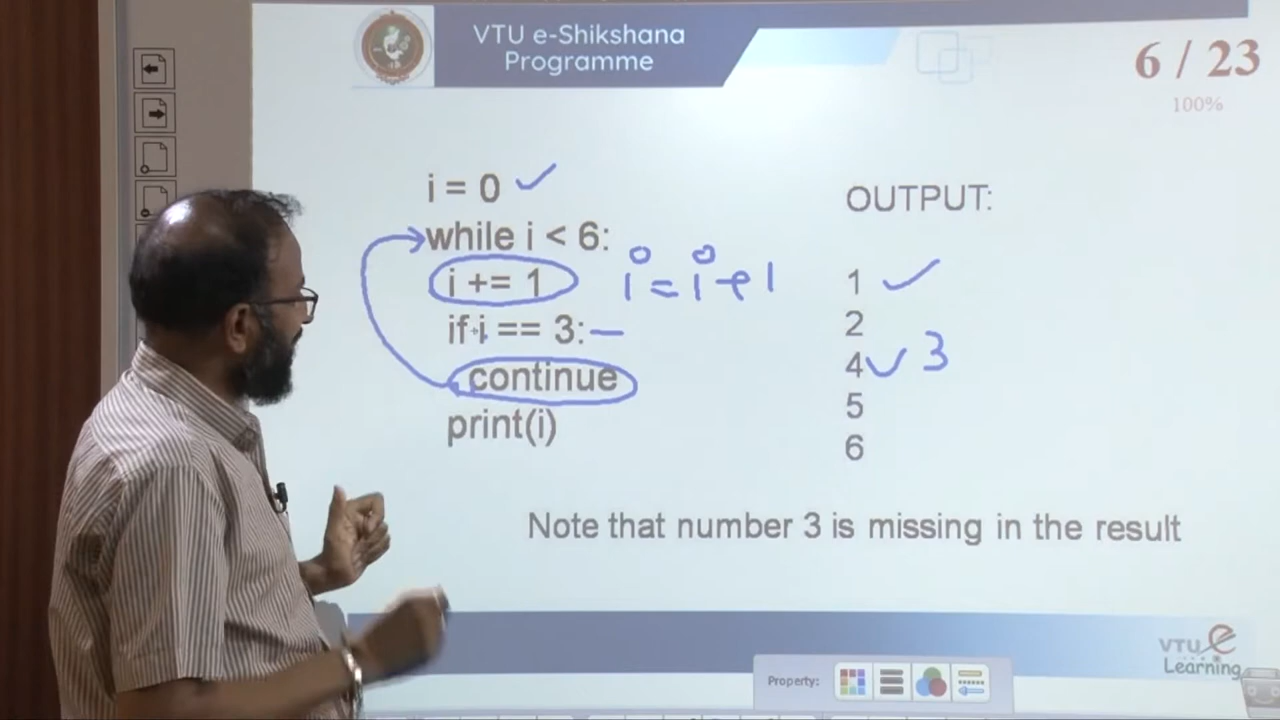 VTU e-Shikshana
Programme
6 / 23
100%
i = 0
while i < 6:
i += 1
i = i + 1
if i == 3:
continue
print(i)
OUTPUT:
1
2
4 3
5
6
Note that number 3 is missing in the result
VTU e
Learning
Property: